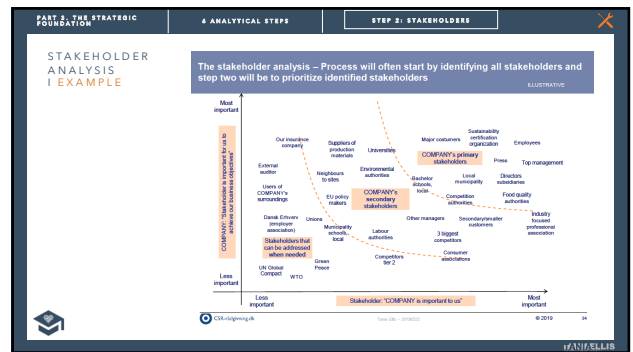 PART 2. THE STRATEGIC
FOUNDATION
6 ANALYTICAL STEPS
STEP 2: STAKEHOLDERS
STAKEHOLDER
ANALYSIS
I EXAMPLE
The stakeholder analysis – Process will often start by identifying all stakeholders and
step two will be to prioritize identified stakeholders
ILLUSTRATIVE
Most
important
COMPANY: "Stakeholder is important for us to
achieve our business objectives"
Less
important
Our insurance
company
Suppliers of
production
materials
Universities
Major costumers
Sustainability
certification
organization
Employees
COMPANY's primary
stakeholders
Press
Top management
External
auditor
Neighbours
to sites
Environmental
authorities
Bachelor
schools,
local
Local
municipality
Directors
subsidiaries
Users of
COMPANY's
surroundings
EU policy
makers
COMPANY's
secondary
stakeholders
Competition
authorities
Food quality
authorities
Dansk Erhverv
(employer
association)
Unions
Municipality
schools,
local
Labour
authorities
Other managers
Secondary/smaller
customers
Industry
focused
professional
association
3 biggest
competitors
Stakeholders that
can be addressed
when needed
Green
Peace
Competitors
tier 2
Consumer
associations
UN Global
Compact
WTO
Less
important
Stakeholder: "COMPANY is important to us"
Most
important
CSR-rådgivning.dk
© 2019
TANIAELLIS